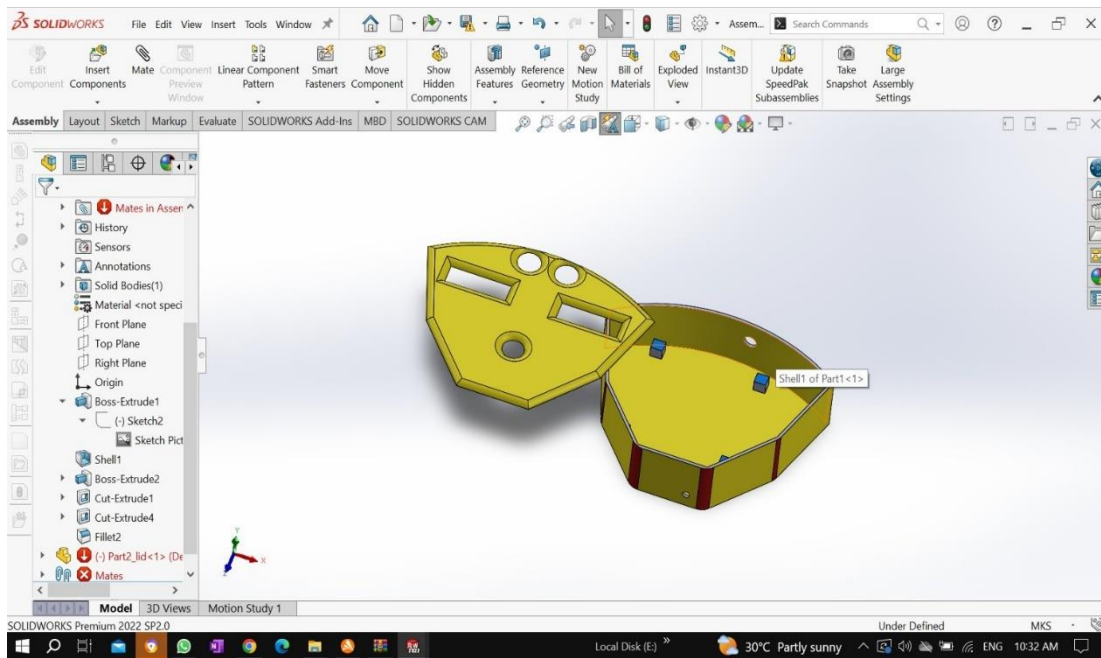 SOLIDWORKS File Edit View Insert Tools Window Assem... Search Commands
Edit Component
Insert Components
Mate
Component Preview Window
Linear Component Pattern
Smart Fasteners
Move Component
Show Hidden Components
Assembly Features
Reference Geometry
New Motion Study
Bill of Materials
Exploded View
Instant3D
Update SpeedPak Subassemblies
Take Snapshot
Large Assembly Settings
Assembly Layout Sketch Markup Evaluate SOLIDWORKS Add-Ins MBD SOLIDWORKS CAM
Mates in Assen
History
Sensors
Annotations
Solid Bodies(1)
Material <not speci
Front Plane
Top Plane
Right Plane
Origin
Boss-Extrude1
(-) Sketch2
Sketch Pict
Shell1
Boss-Extrude2
Cut-Extrude1
Cut-Extrude4
Fillet2
(-) Part2_lid<1> (De
Mates
Shell1 of Part1<1>
Y
X
Z
Model 3D Views Motion Study 1
SOLIDWORKS Premium 2022 SP2.0 Under Defined MKS
Local Disk (E:) 30°C Partly sunny ENG 10:32 AM